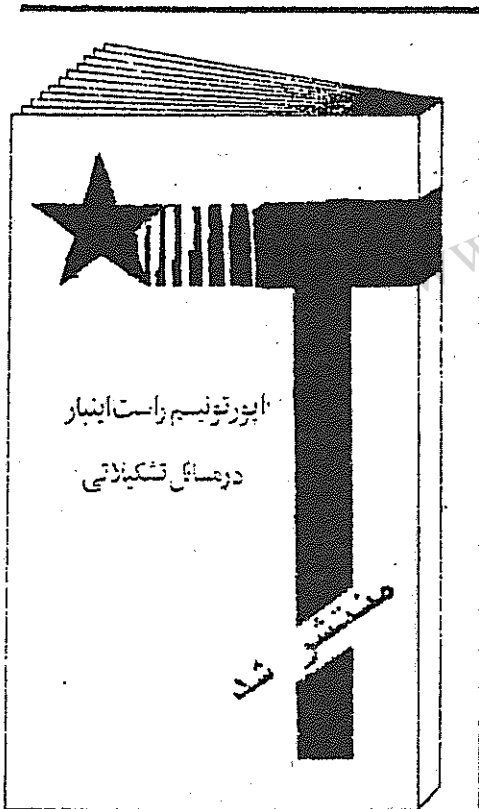 اپورتونیسم راست اینبار
در مسائل تشکیلاتی
منتشر شد